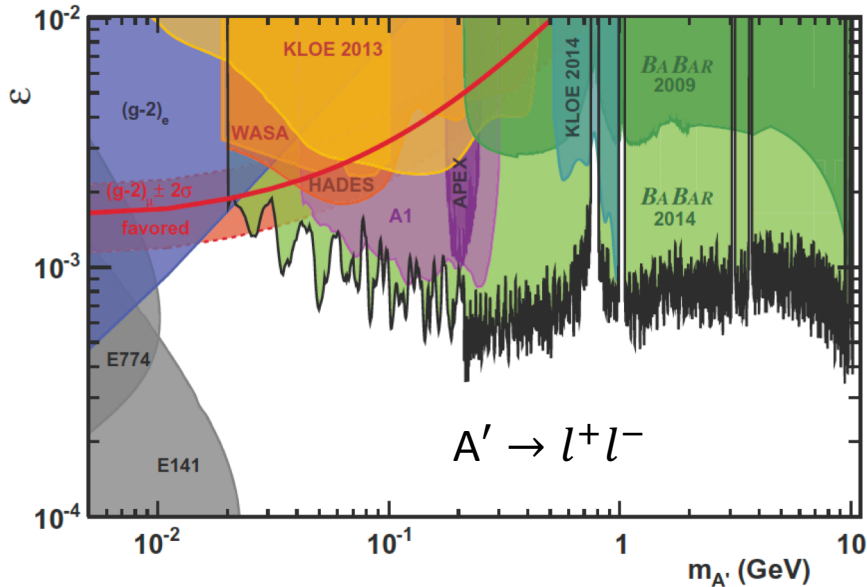 10⁻²
ε
KLOE 2013
KLOE 2014
BABAR
2009
(g-2)ₑ
WASA
HADES
APEX
(g-2)μ ± 2σ
favored
A1
BABAR
2014
10⁻³
E774
E141
A′ → l⁺l⁻
10⁻⁴
10⁻² 10⁻¹ 1 10
mA' (GeV)